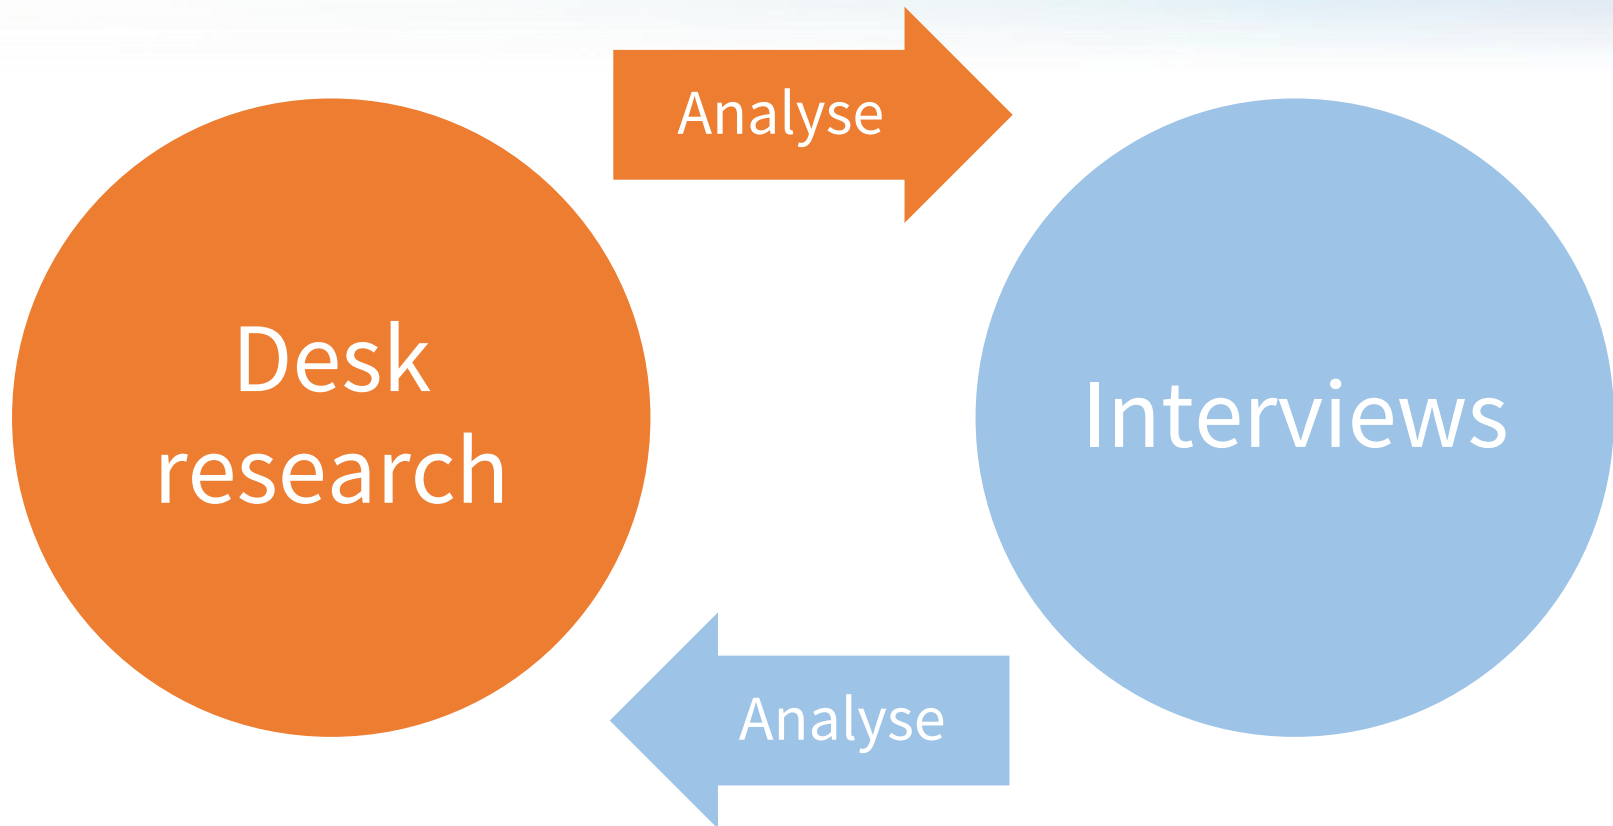 Analyse
Desk
research
Interviews
Analyse